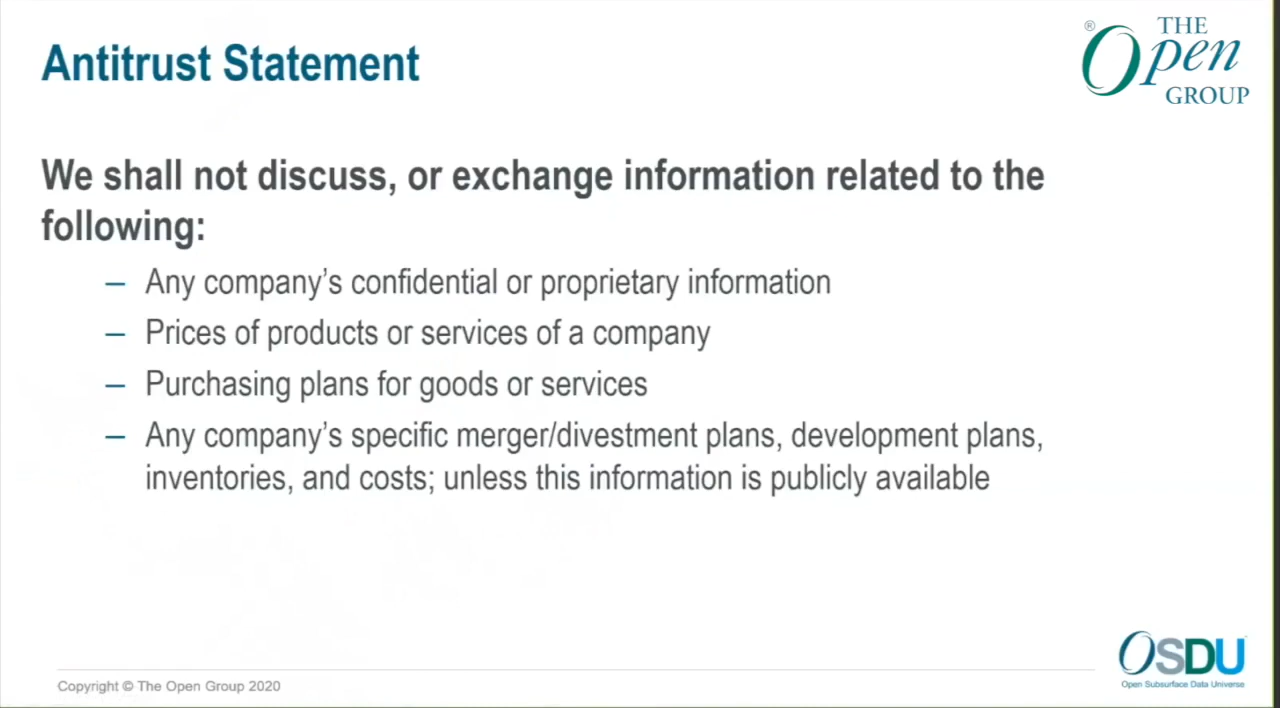 Antitrust Statement
® THE
Open
GROUP
We shall not discuss, or exchange information related to the
following:
– Any company’s confidential or proprietary information
– Prices of products or services of a company
– Purchasing plans for goods or services
– Any company’s specific merger/divestment plans, development plans,
inventories, and costs; unless this information is publicly available
OSDU
Open Subsurface Data Universe
Copyright © The Open Group 2020